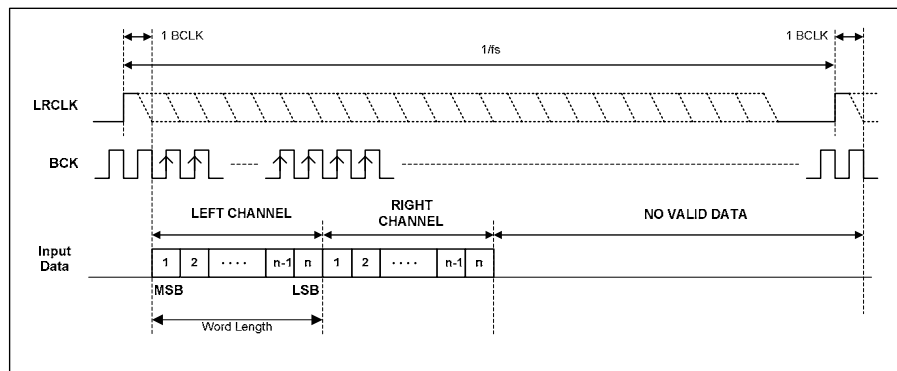 1 BCLK
1 BCLK
1/fs
LRCLK
BCK
LEFT CHANNEL
RIGHT
CHANNEL
NO VALID DATA
Input
Data
1 2 .... n-1 n 1 2 .... n-1 n
MSB LSB
Word Length